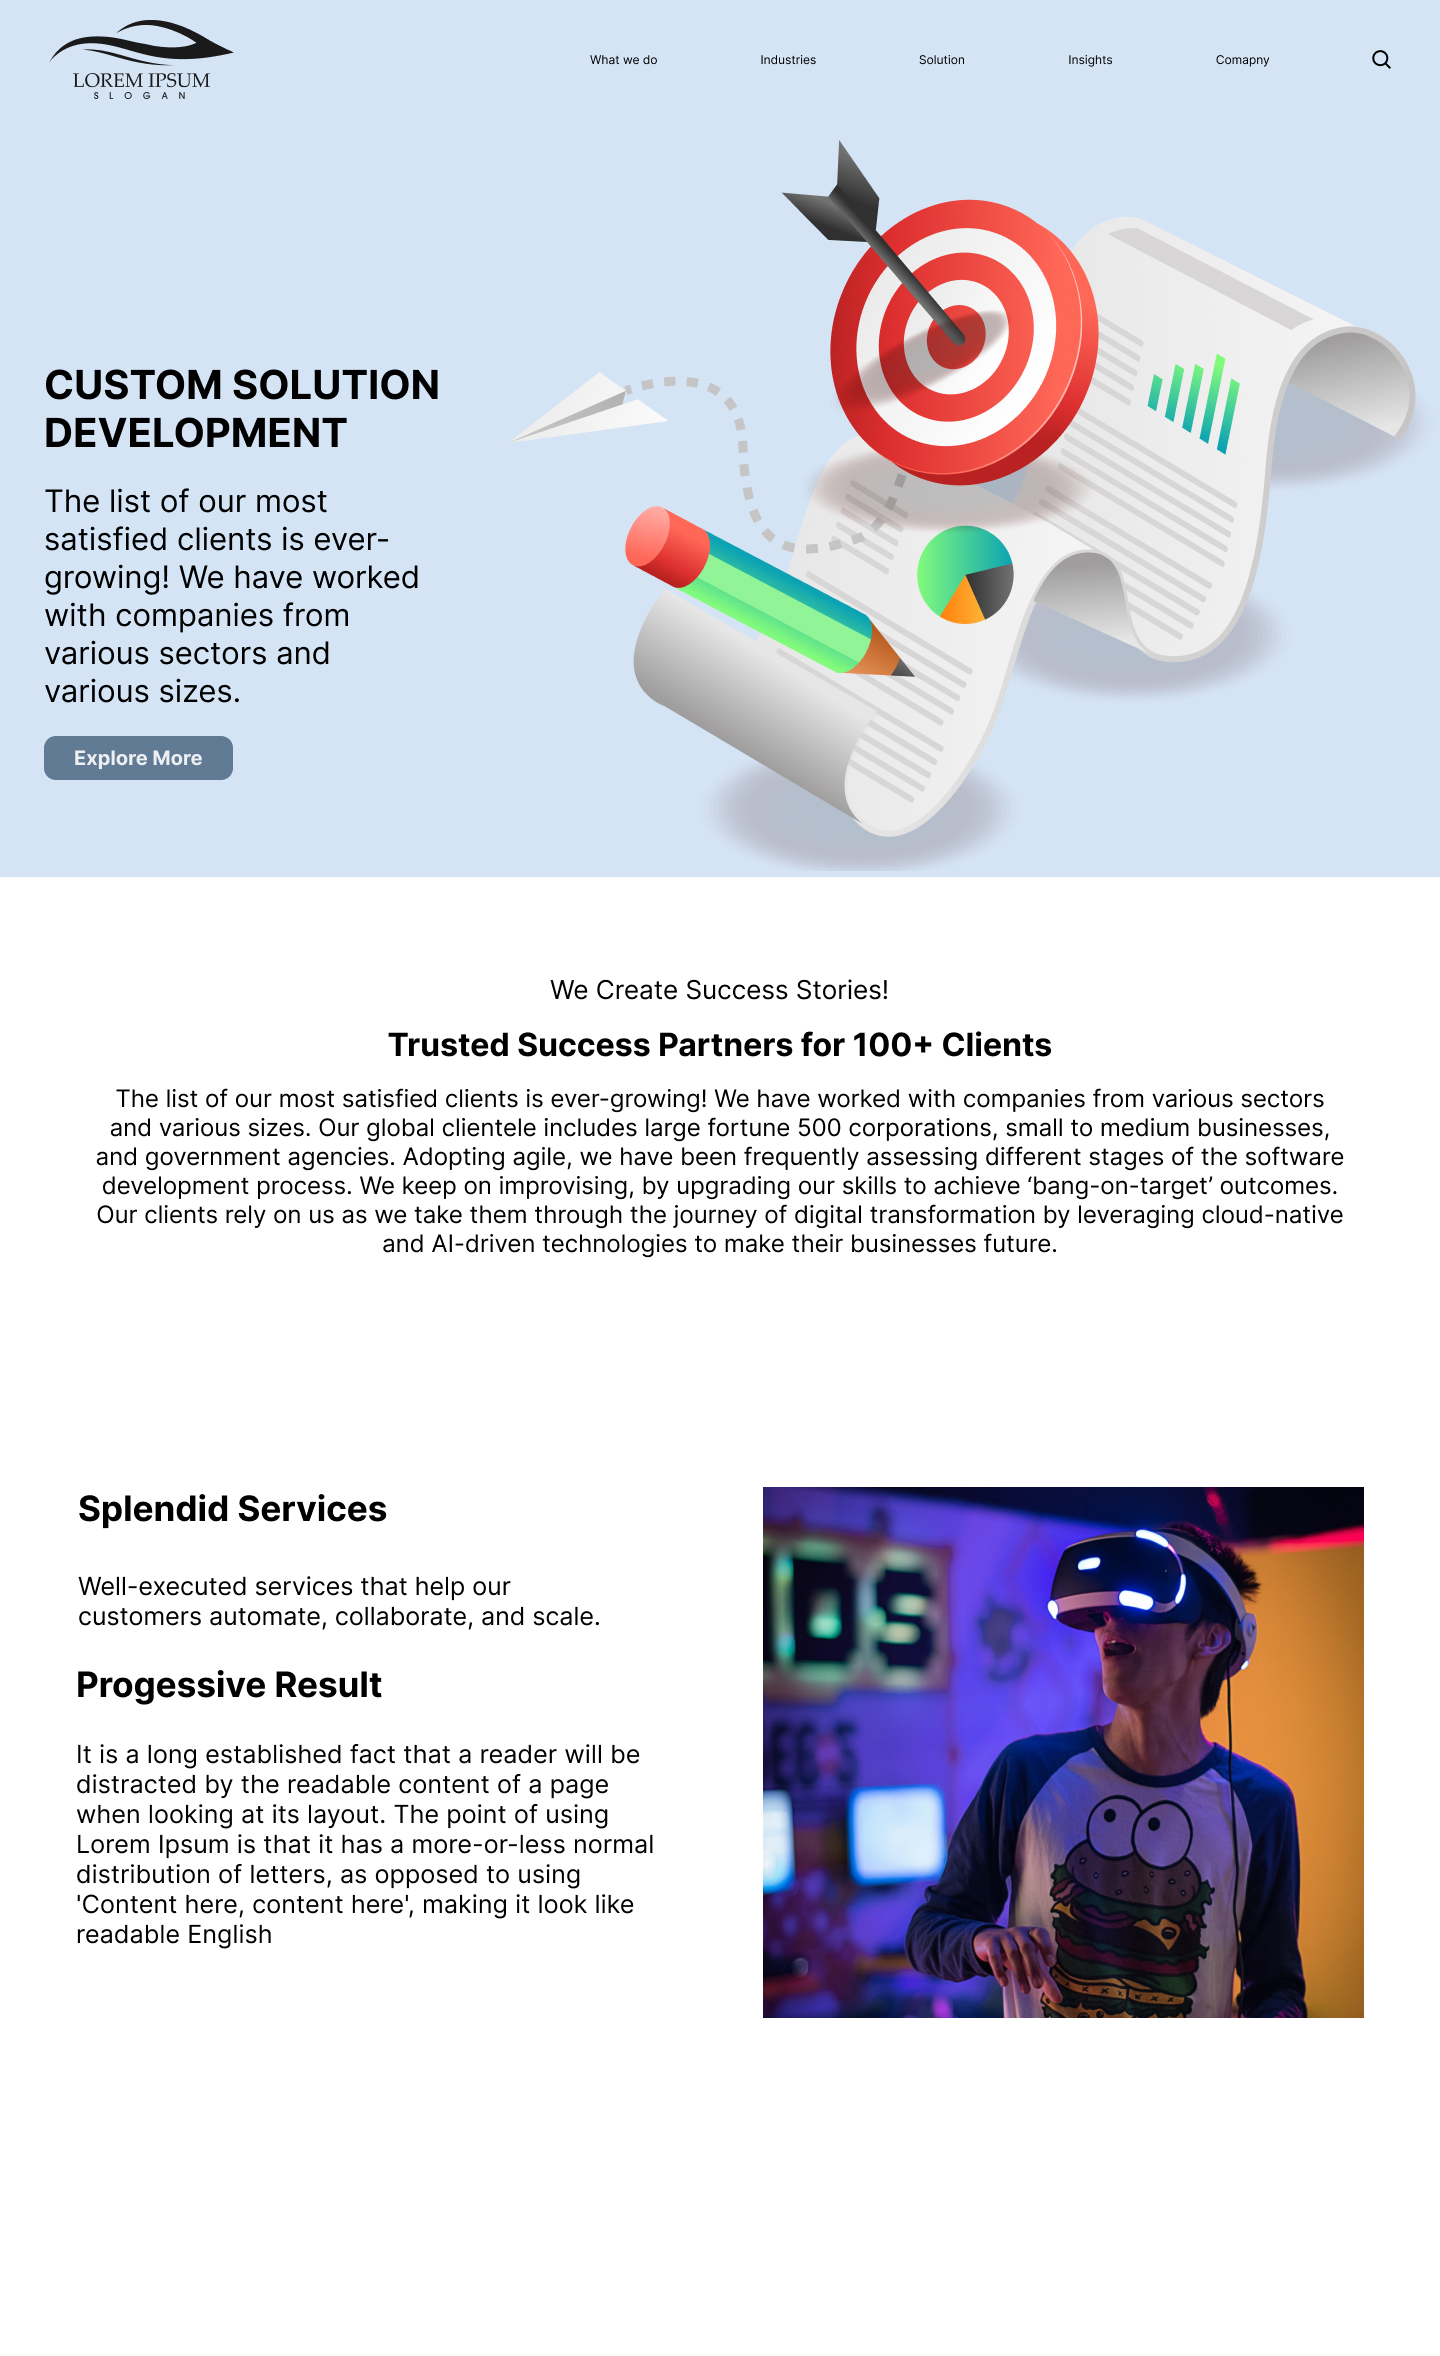 LOREM IPSUM
SLOGAN
What we do Industries Solution Insights Comapny
CUSTOM SOLUTION
DEVELOPMENT
The list of our most
satisfied clients is ever-
growing! We have worked
with companies from
various sectors and
various sizes.
Explore More
We Create Success Stories!
Trusted Success Partners for 100+ Clients
The list of our most satisfied clients is ever-growing! We have worked with companies from various sectors
and various sizes. Our global clientele includes large fortune 500 corporations, small to medium businesses,
and government agencies. Adopting agile, we have been frequently assessing different stages of the software
development process. We keep on improvising, by upgrading our skills to achieve ‘bang-on-target’ outcomes.
Our clients rely on us as we take them through the journey of digital transformation by leveraging cloud-native
and AI-driven technologies to make their businesses future.
Splendid Services
Well-executed services that help our
customers automate, collaborate, and scale.
Progessive Result
It is a long established fact that a reader will be
distracted by the readable content of a page
when looking at its layout. The point of using
Lorem Ipsum is that it has a more-or-less normal
distribution of letters, as opposed to using
'Content here, content here', making it look like
readable English